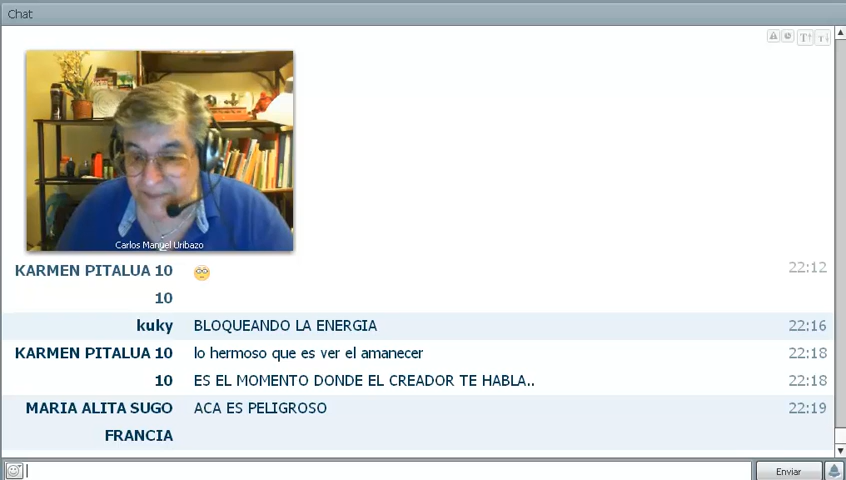 Chat
Carlos Manuel Uribazo
KARMEN PITALUA 10 22:12
10
kuky BLOQUEANDO LA ENERGIA 22:16
KARMEN PITALUA 10 lo hermoso que es ver el amanecer 22:18
10 ES EL MOMENTO DONDE EL CREADOR TE HABLA.. 22:18
MARIA ALITA SUGO ACA ES PELIGROSO 22:19
FRANCIA
Enviar